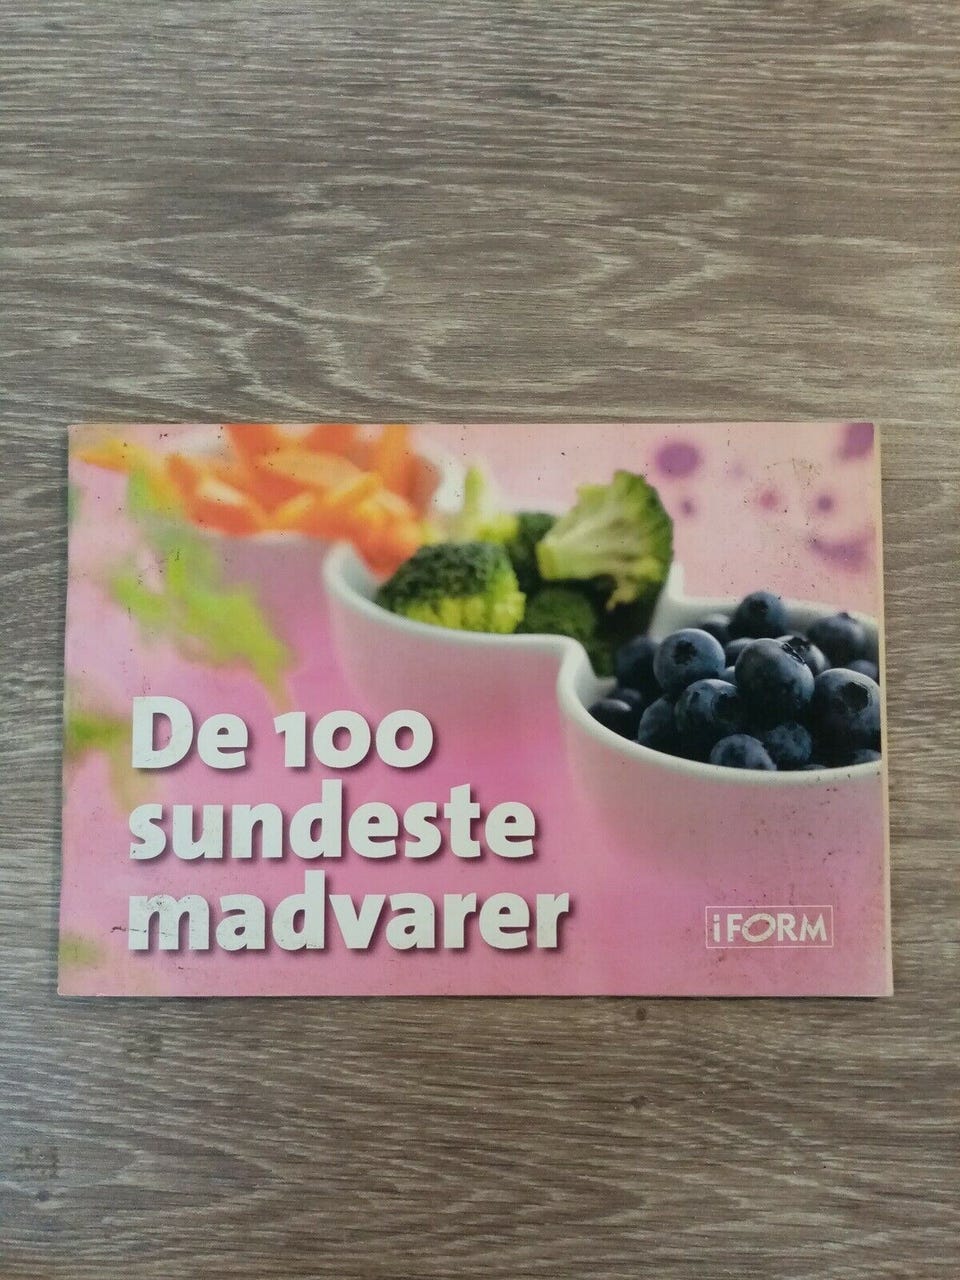 De 100
sundeste
madvarer
iFORM